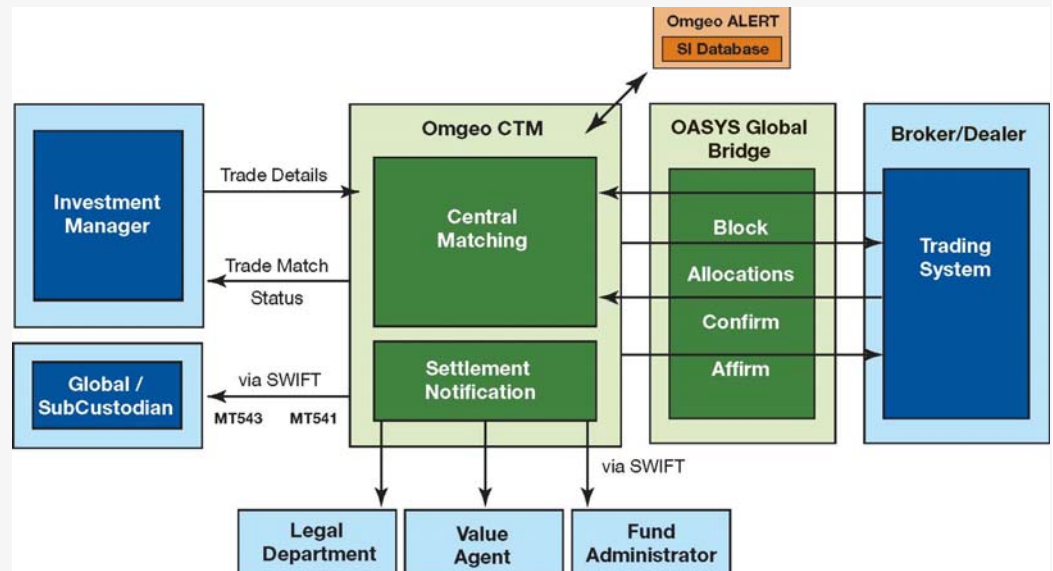 Omgeo ALERT
SI Database
Omgeo CTM
OASYS Global
Bridge
Broker/Dealer
Investment
Manager
Trade Details
Trade Match
Status
Central
Matching
Block
Allocations
Confirm
Affirm
Trading
System
Global /
SubCustodian
via SWIFT
MT543 MT541
Settlement
Notification
via SWIFT
Legal
Department
Value
Agent
Fund
Administrator